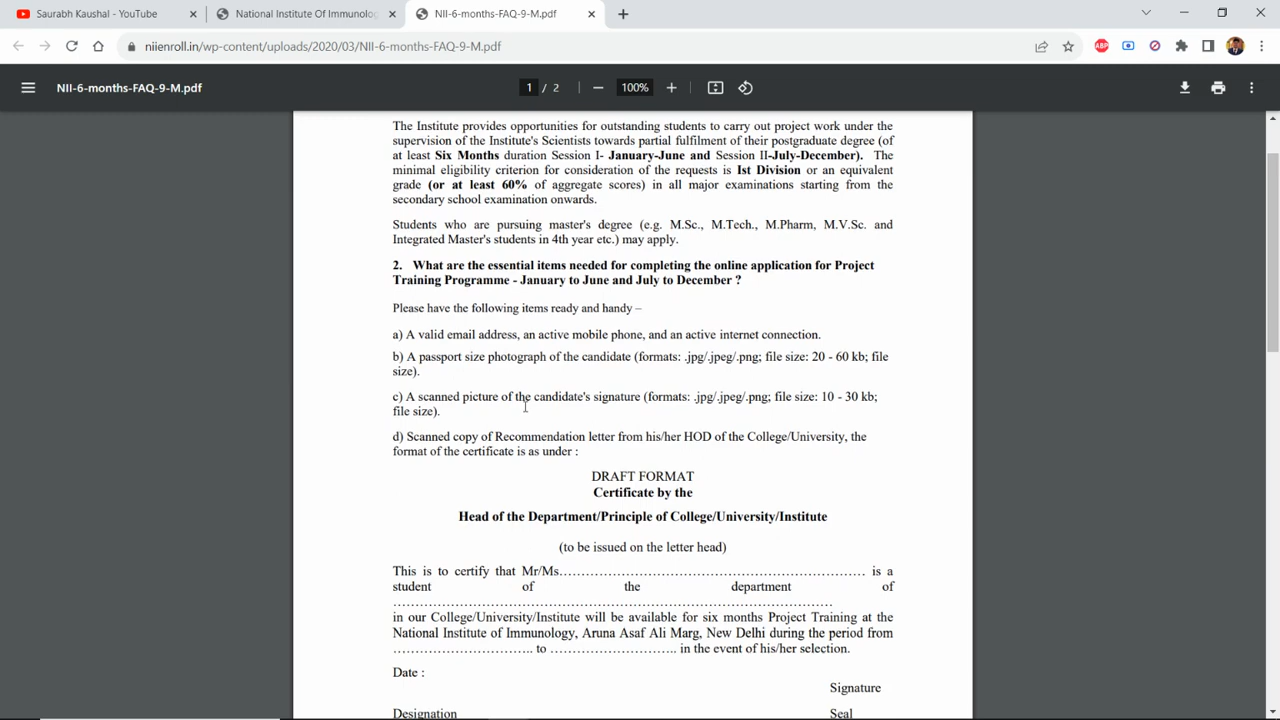 Saurabh Kaushal - YouTube
National Institute Of Immunolog
NII-6-months-FAQ-9-M.pdf
niienroll.in/wp-content/uploads/2020/03/NII-6-months-FAQ-9-M.pdf
ABP
NII-6-months-FAQ-9-M.pdf
1 / 2
100%
The Institute provides opportunities for outstanding students to carry out project work under the
supervision of the Institute's Scientists towards partial fulfilment of their postgraduate degree (of
at least Six Months duration Session I- January-June and Session II-July-December). The
minimal eligibility criterion for consideration of the requests is Ist Division or an equivalent
grade (or at least 60% of aggregate scores) in all major examinations starting from the
secondary school examination onwards.
Students who are pursuing master's degree (e.g. M.Sc., M.Tech., M.Pharm, M.V.Sc. and
Integrated Master's students in 4th year etc.) may apply.
2. What are the essential items needed for completing the online application for Project
Training Programme - January to June and July to December ?
Please have the following items ready and handy –
a) A valid email address, an active mobile phone, and an active internet connection.
b) A passport size photograph of the candidate (formats: .jpg/.jpeg/.png; file size: 20 - 60 kb; file
size).
c) A scanned picture of the candidate's signature (formats: .jpg/.jpeg/.png; file size: 10 - 30 kb;
file size).
d) Scanned copy of Recommendation letter from his/her HOD of the College/University, the
format of the certificate is as under :
DRAFT FORMAT
Certificate by the
Head of the Department/Principle of College/University/Institute
(to be issued on the letter head)
This is to certify that Mr/Ms…………………………………………………………… is a
student of the department of
……………………………………………………………………………………
in our College/University/Institute will be available for six months Project Training at the
National Institute of Immunology, Aruna Asaf Ali Marg, New Delhi during the period from
………………………….. to ……………………….. in the event of his/her selection.
Date :
Signature
Designation
Seal